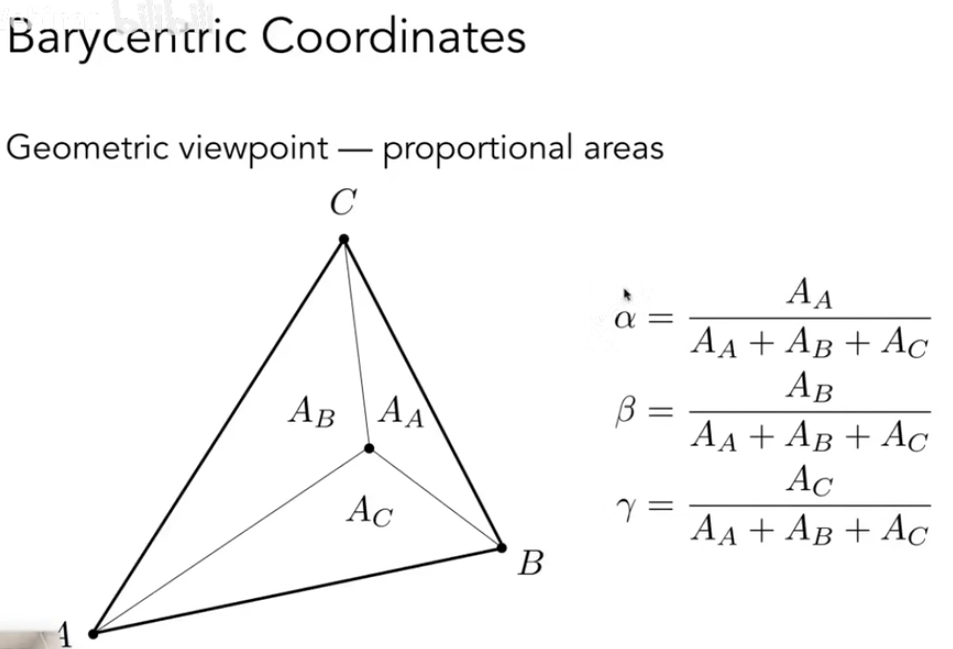 Barycentric Coordinates
Geometric viewpoint — proportional areas
C
A_B A_A
A_C
B
A
α = A_A / (A_A + A_B + A_C)
β = A_B / (A_A + A_B + A_C)
γ = A_C / (A_A + A_B + A_C)